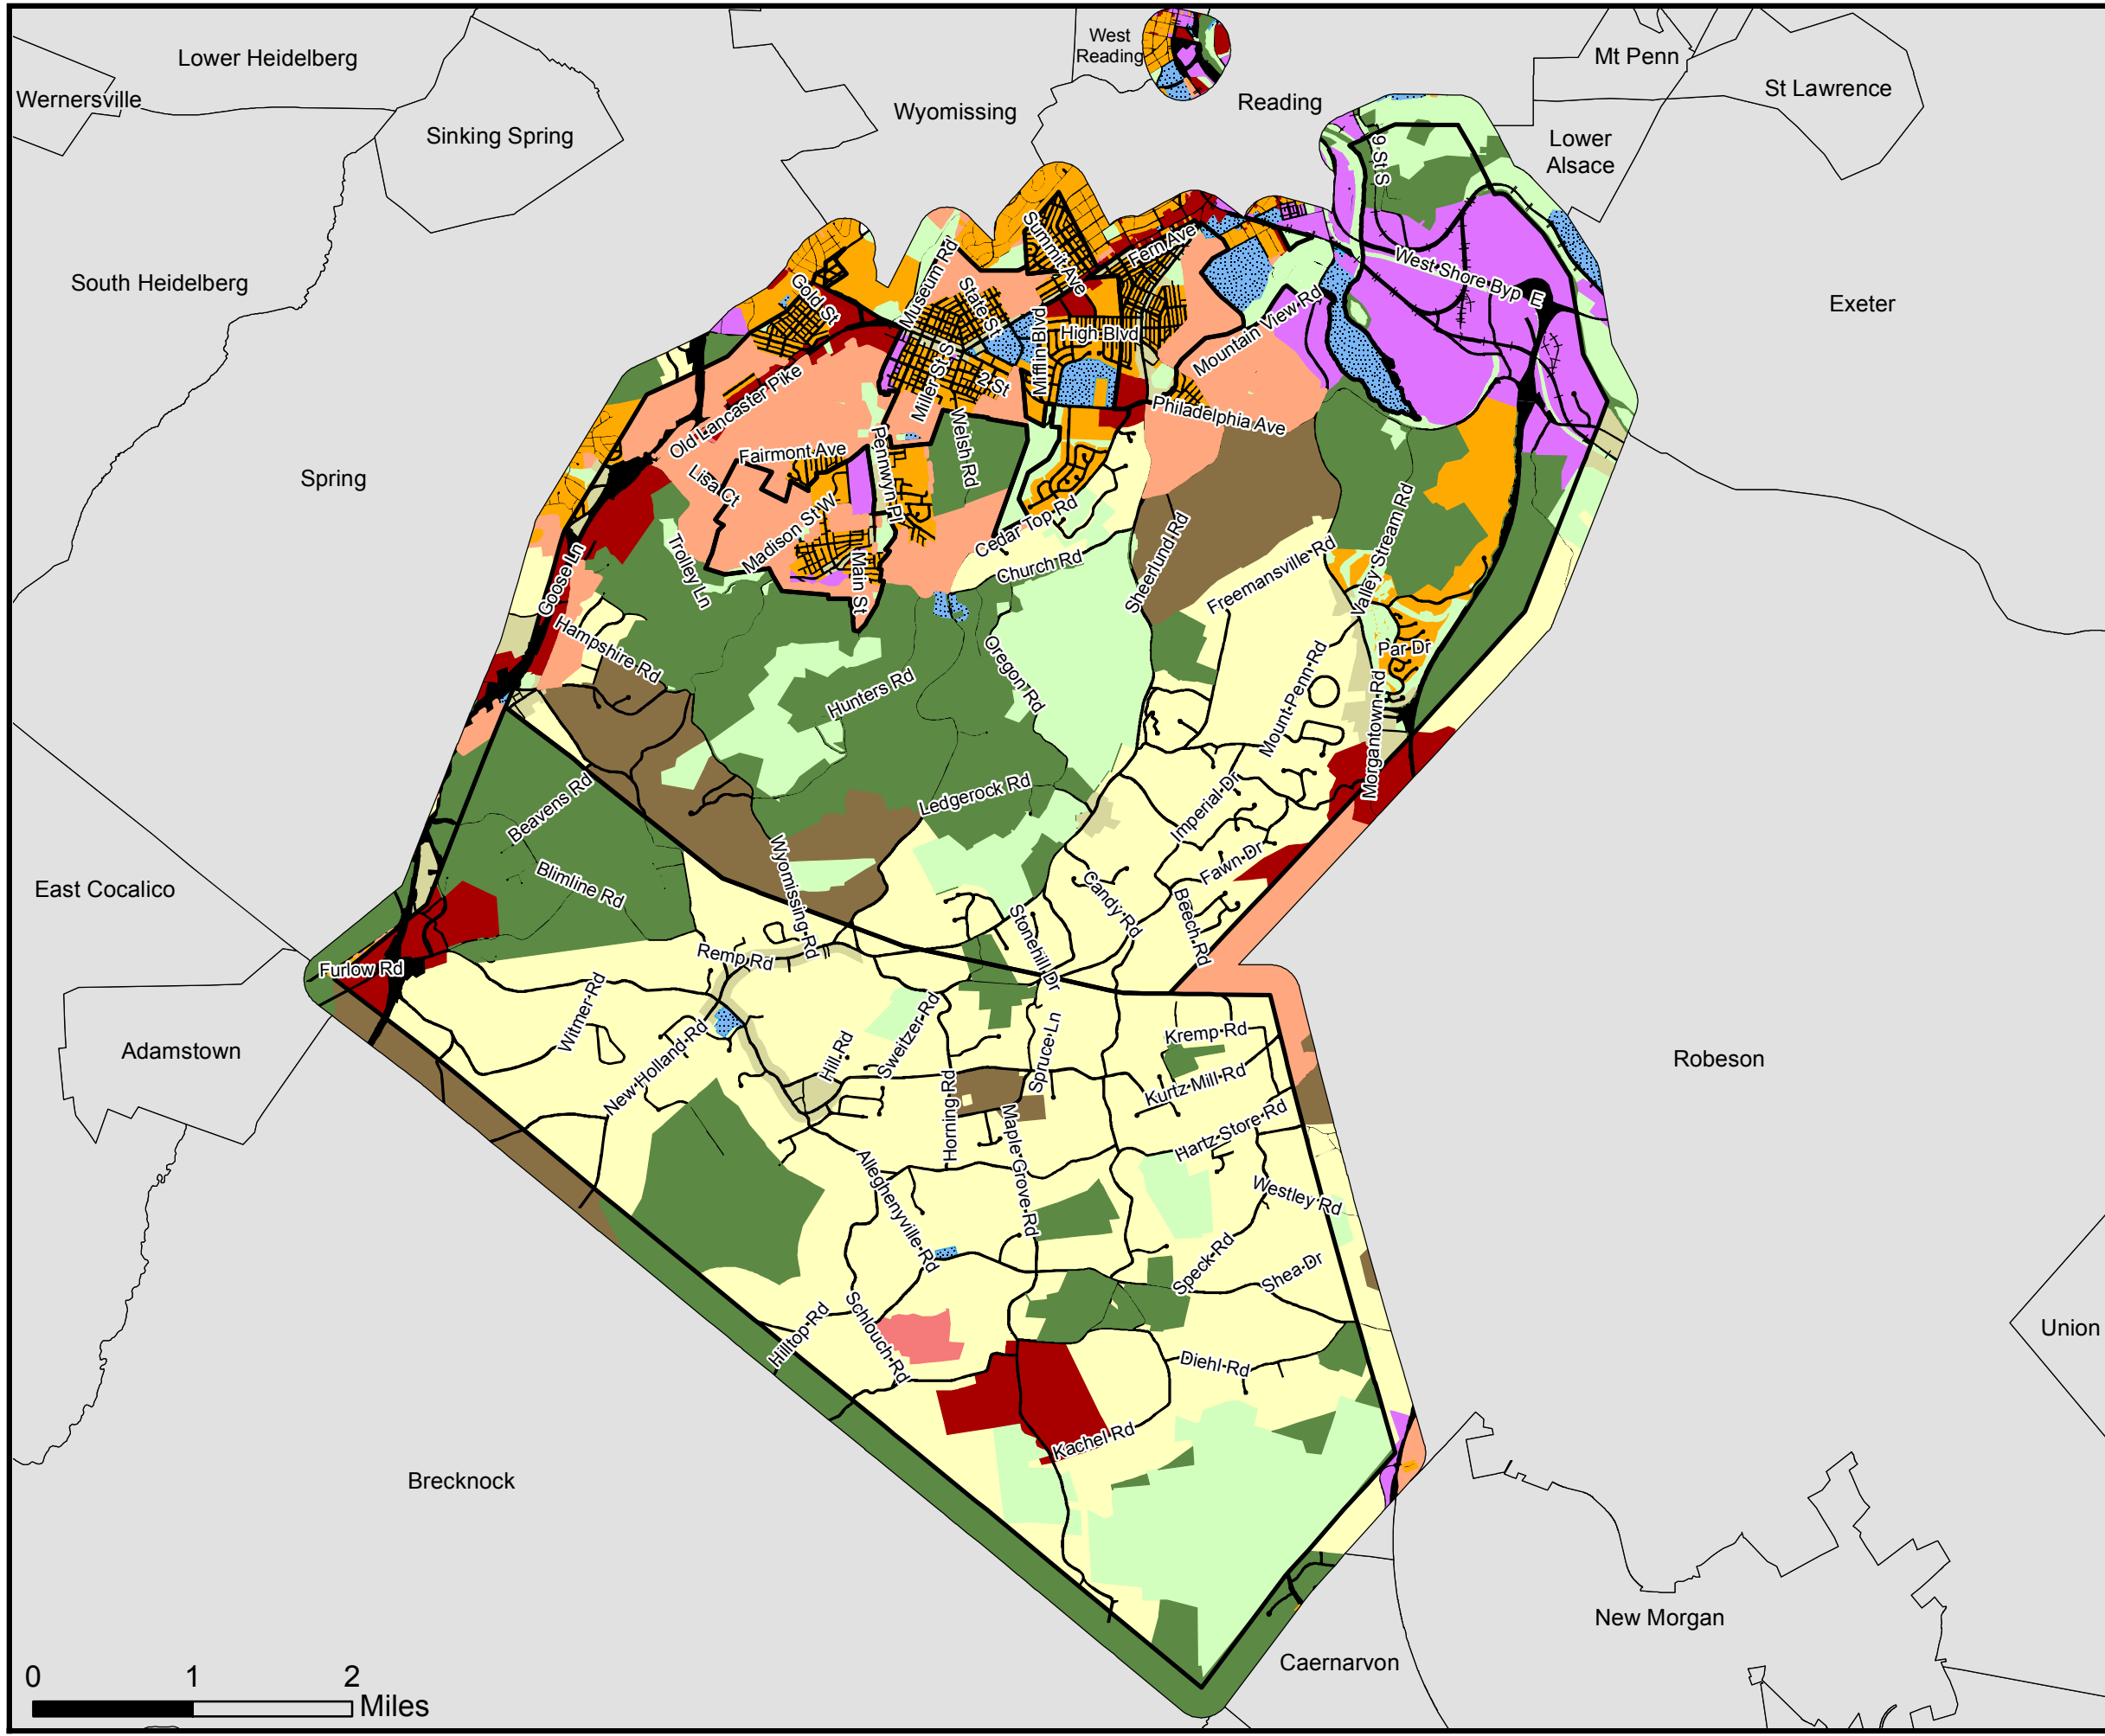 West
Reading
Mt Penn
Lower Heidelberg
St Lawrence
Wernersville
Reading
Wyomissing
Sinking Spring
Lower
Alsace
9 St S
South Heidelberg
Exeter
Summit Ave
Fern Ave
Museum Rd
West Shore Byp E
Gold St
State St
Mountain View Rd
High Blvd
Mifflin Blvd
Miller St S
2 St
Old Lancaster Pike
Philadelphia Ave
Welsh Rd
Fairmont Ave
Pennwyn Pl
Spring
Lisa Ct
Madison St W
Cedar Top Rd
Valley Stream Rd
Church Rd
Sheerlund Rd
Trolley Ln
Main St
Goose Ln
Freemansville Rd
Hampshire Rd
Par Dr
Oregon Rd
Hunters Rd
Mount Penn Rd
Morgantown Rd
Ledgerock Rd
Imperial Dr
Beavens Rd
Fawn Dr
East Cocalico
Blimline Rd
Wyomissing Rd
Candy Rd
Beech Rd
Stonehill Dr
Remp Rd
Furlow Rd
Witmer Rd
Adamstown
Kremp Rd
Robeson
New Holland Rd
Hill Rd
Sweitzer Rd
Spruce Ln
Kurtz Mill Rd
Horning Rd
Maple Grove Rd
Hartz Store Rd
Alleghenyville Rd
Westley Rd
Speck Rd
Shea Dr
Union
Hilltop Rd
Schlouch Rd
Diehl Rd
Kachel Rd
Brecknock
New Morgan
Caernarvon
0 1 2
Miles